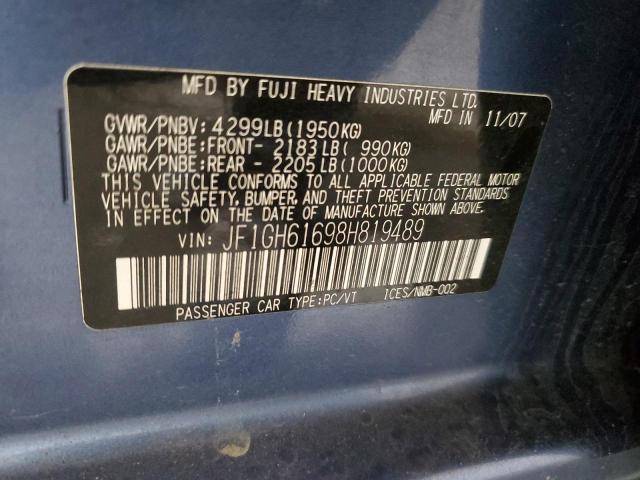 MFD BY FUJI HEAVY INDUSTRIES LTD.
MFD IN 11/07
GVWR/PNBV: 4299LB(1950KG)
GAWR/PNBE:FRONT- 2183LB( 990KG)
GAWR/PNBE:REAR - 2205LB(1000KG)
THIS VEHICLE CONFORMS TO ALL APPLICABLE FEDERAL MOTOR
VEHICLE SAFETY, BUMPER, AND THEFT PREVENTION STANDARDS
IN EFFECT ON THE DATE OF MANUFACTURE SHOWN ABOVE.
VIN: JF1GH61698H819489
PASSENGER CAR TYPE:PC/VT ICES/NMB-002